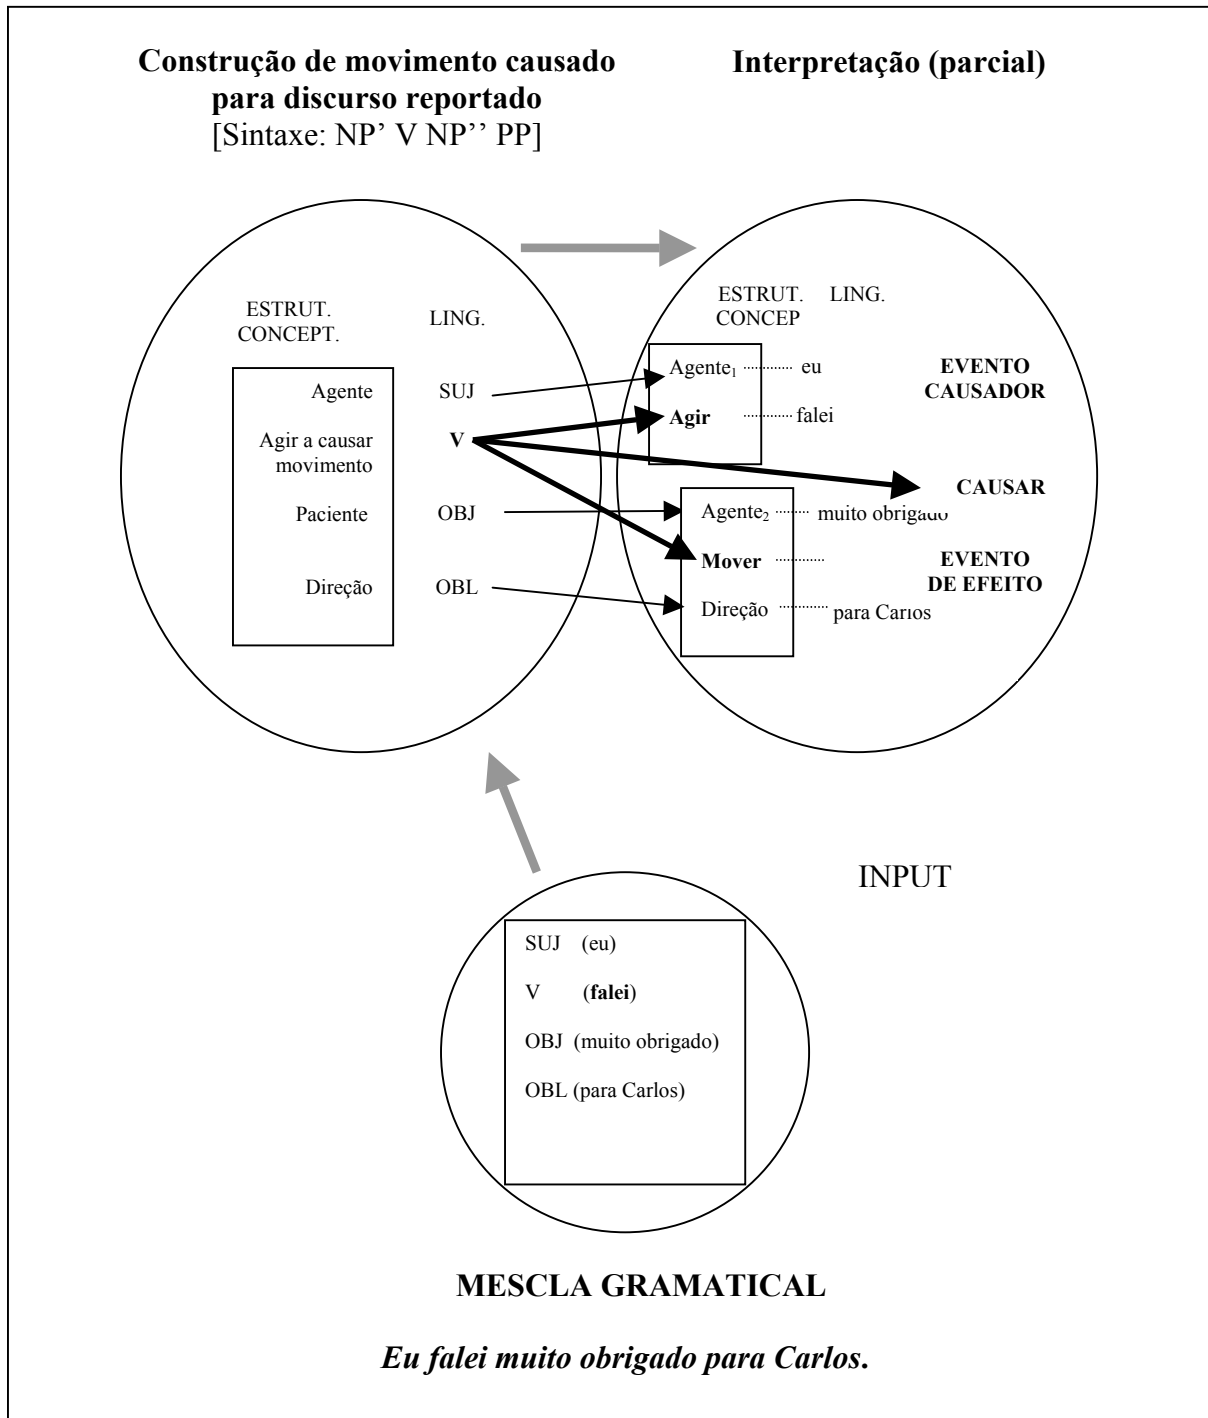 Construção de movimento causado
para discurso reportado
[Sintaxe: NP’ V NP’’ PP]
Interpretação (parcial)
ESTRUT.
CONCEPT.
LING.
Agente
SUJ
Agir a causar
movimento
V
Paciente
OBJ
Direção
OBL
ESTRUT.
CONCEP
LING.
Agente₁ ............ eu
Agir ............ falei
EVENTO
CAUSADOR
CAUSAR
Agente₂ ......... muito obrigado
Mover ............
EVENTO
DE EFEITO
Direção ............ para Carlos
INPUT
SUJ (eu)
V (falei)
OBJ (muito obrigado)
OBL (para Carlos)
MESCLA GRAMATICAL
Eu falei muito obrigado para Carlos.